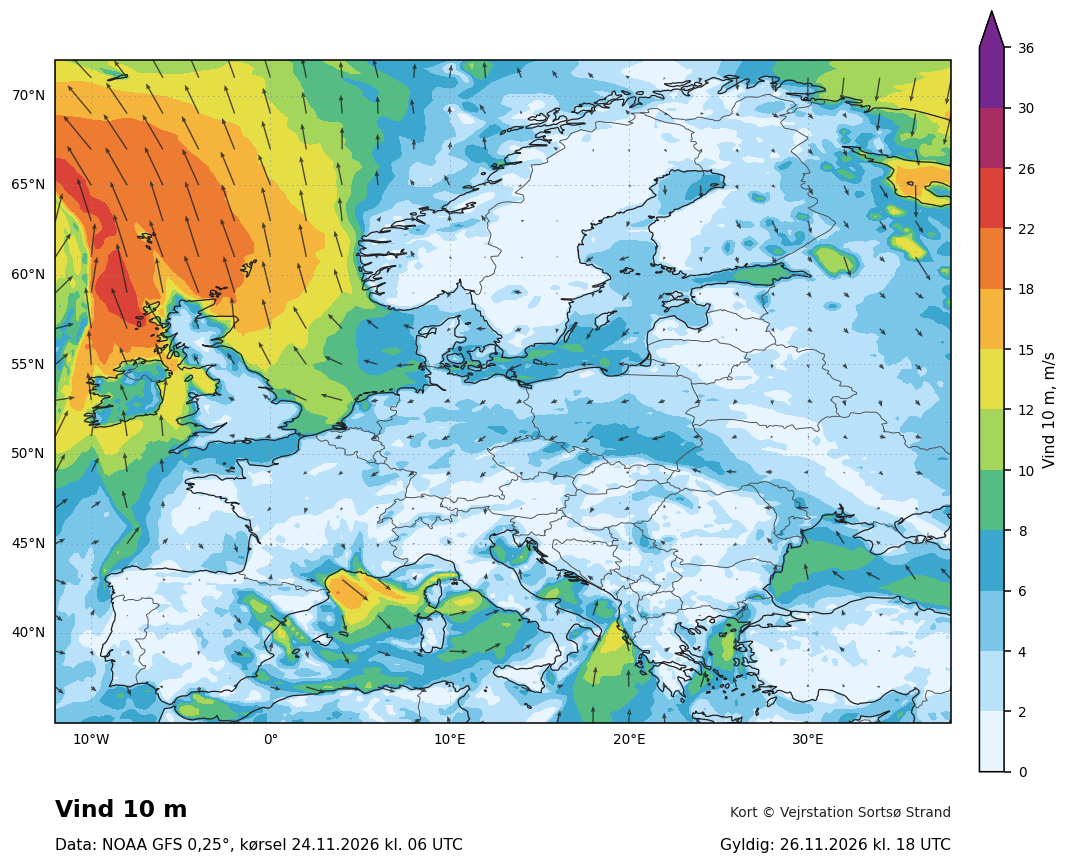 36
30
26
22
18
15
12
10
8
6
4
2
0
Vind 10 m, m/s
70°N
65°N
60°N
55°N
50°N
45°N
40°N
10°W
0°
10°E
20°E
30°E
Vind 10 m
Kort © Vejrstation Sortsø Strand
Data: NOAA GFS 0,25°, kørsel 24.11.2026 kl. 06 UTC
Gyldig: 26.11.2026 kl. 18 UTC